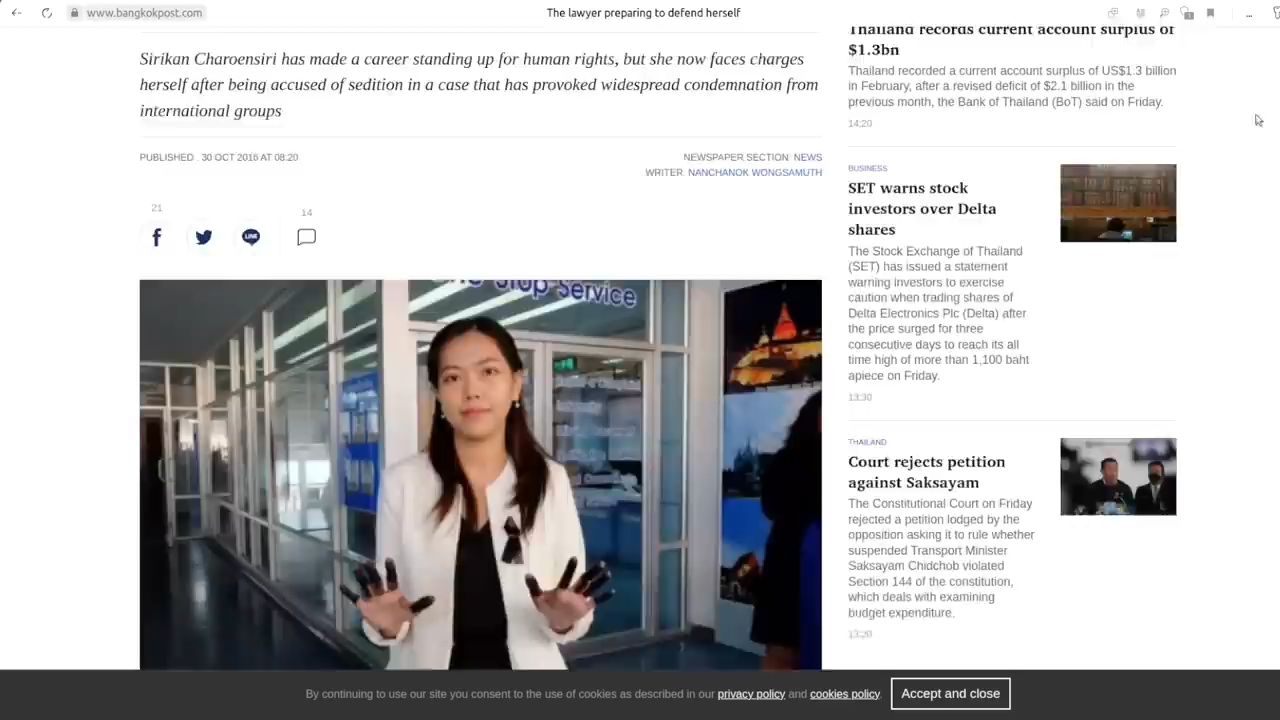 www.bangkokpost.com
The lawyer preparing to defend herself
...
Sirikan Charoensiri has made a career standing up for human rights, but she now faces charges
herself after being accused of sedition in a case that has provoked widespread condemnation from
international groups
PUBLISHED : 30 OCT 2016 AT 08:20
NEWSPAPER SECTION: NEWS
WRITER: NANCHANOK WONGSAMUTH
21
14
f
LINE
Stop Service
Thailand records current account surplus of
$1.3bn
Thailand recorded a current account surplus of US$1.3 billion
in February, after a revised deficit of $2.1 billion in the
previous month, the Bank of Thailand (BoT) said on Friday.
14:20
BUSINESS
SET warns stock
investors over Delta
shares
The Stock Exchange of Thailand
(SET) has issued a statement
warning investors to exercise
caution when trading shares of
Delta Electronics Plc (Delta) after
the price surged for three
consecutive days to reach its all
time high of more than 1,100 baht
apiece on Friday.
13:30
THAILAND
Court rejects petition
against Saksayam
The Constitutional Court on Friday
rejected a petition lodged by the
opposition asking it to rule whether
suspended Transport Minister
Saksayam Chidchob violated
Section 144 of the constitution,
which deals with examining
budget expenditure.
13:20
By continuing to use our site you consent to the use of cookies as described in our privacy policy and cookies policy.
Accept and close